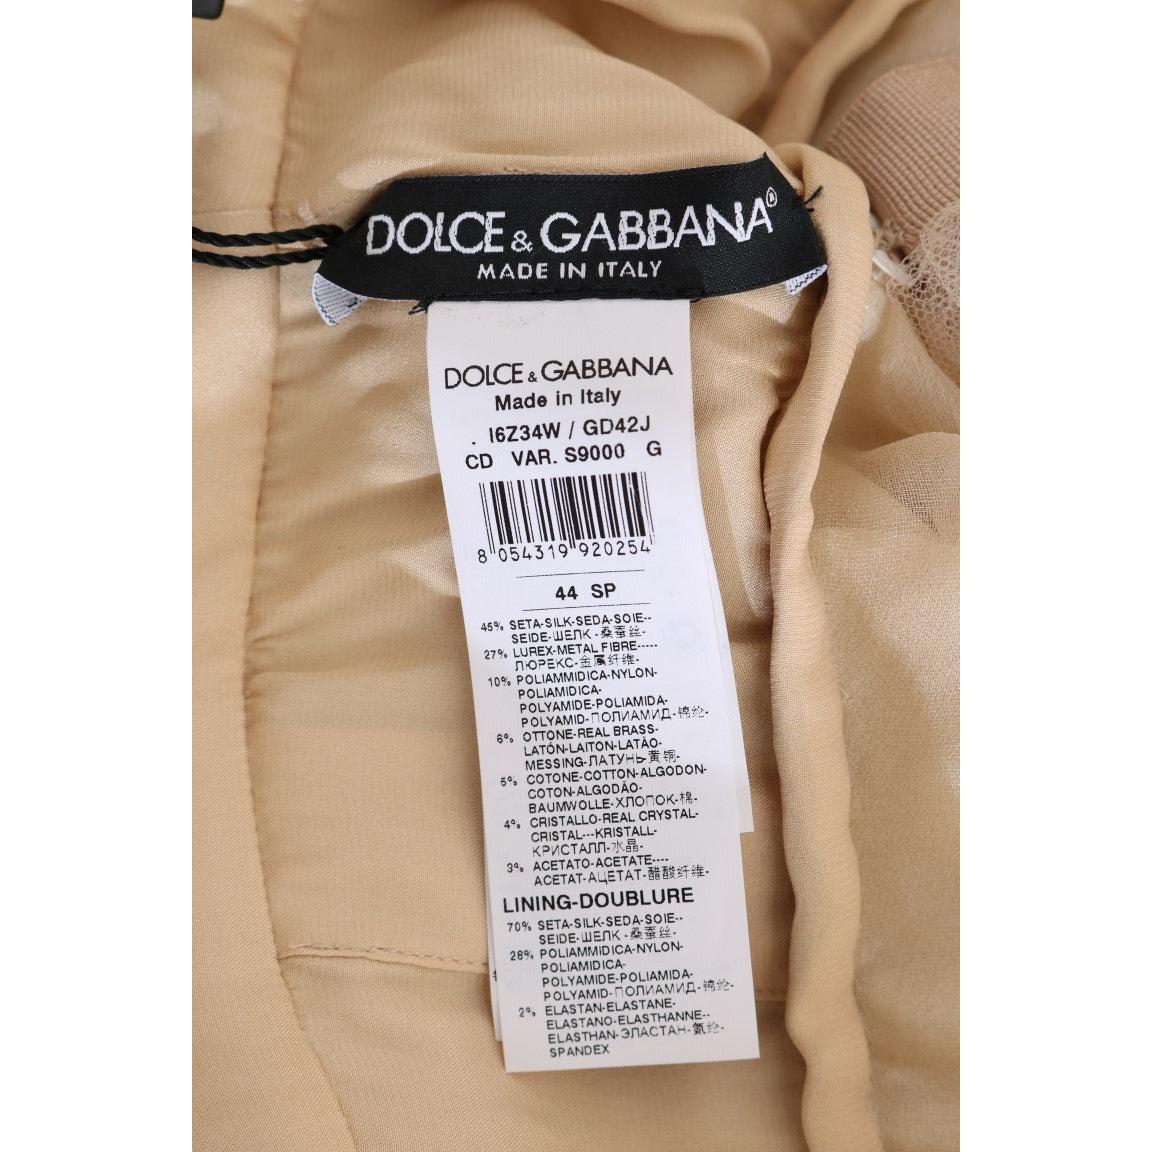 DOLCE & GABBANA®
MADE IN ITALY
DOLCE & GABBANA
Made in Italy
. I6Z34W / GD42J
CD VAR. S9000 G
8 054319 920254
44 SP
45% SETA-SILK-SEDA-SOIE--
SEIDE-ШЕЛК-桑蚕丝-
27% LUREX-METAL FIBRE-----
ЛЮРЕКС-金属纤维-
10% POLIAMMIDICA-NYLON-
POLIAMIDICA-
POLYAMIDE-POLIAMIDA-
POLYAMID-ПОЛИАМИД-锦纶-
6% OTTONE-REAL BRASS-
LATÓN-LAITON-LATÃO-
MESSING-ЛАТУНЬ-黄铜-
5% COTONE-COTTON-ALGODON-
COTON-ALGODÃO-
BAUMWOLLE-ХЛОПОК-棉-
4% CRISTALLO-REAL CRYSTAL-
CRISTAL---KRISTALL-
КРИСТАЛЛ-水晶-
3% ACETATO-ACETATE----
ACETAT-АЦЕТАТ-醋酸纤维-
LINING-DOUBLURE
70% SETA-SILK-SEDA-SOIE--
SEIDE-ШЕЛК-桑蚕丝-
28% POLIAMMIDICA-NYLON-
POLIAMIDICA-
POLYAMIDE-POLIAMIDA-
POLYAMID-ПОЛИАМИД-锦纶-
2% ELASTAN-ELASTANE-
ELASTANO-ELASTHANNE--
ELASTHAN-ЭЛАСТАН-氨纶-
SPANDEX